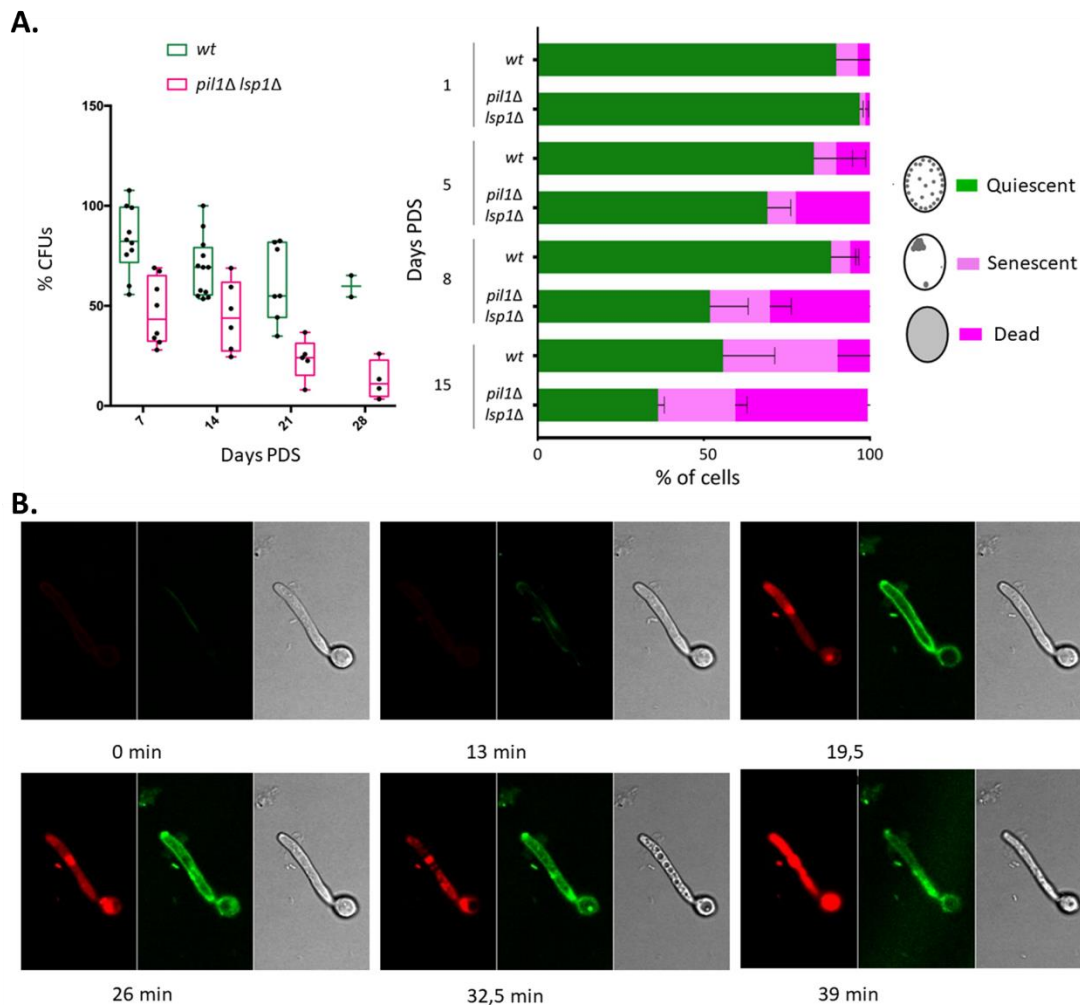 A.
wt
pil1Δ lsp1Δ
150
100
50
0
% CFUs
7
14
21
28
Days PDS
Days PDS
1
5
8
15
wt
pil1Δ
lsp1Δ
wt
pil1Δ
lsp1Δ
wt
pil1Δ
lsp1Δ
wt
pil1Δ
lsp1Δ
0
50
100
% of cells
Quiescent
Senescent
Dead
B.
0 min
13 min
19,5
26 min
32,5 min
39 min